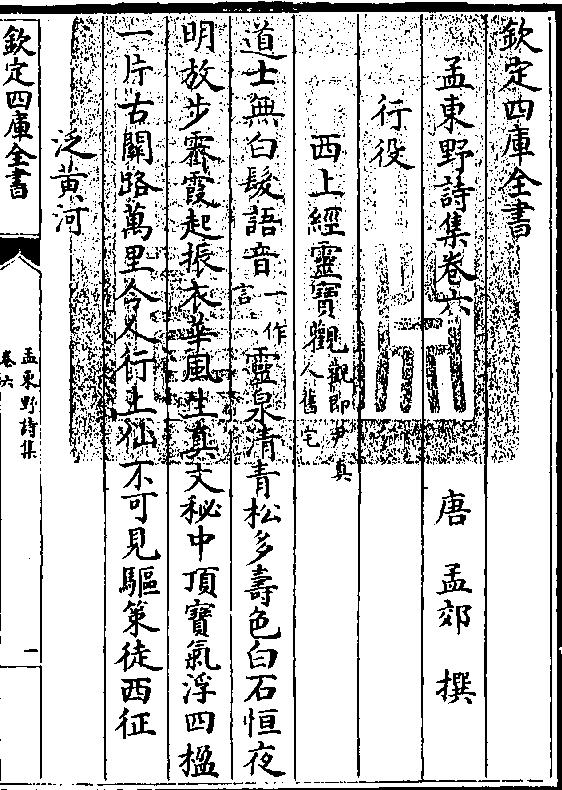 欽定四庫全書
孟東野詩集卷六　唐　孟郊　撰
行役
西上經靈寶觀觀即尹真人舊宅
道士無白髮語音一作言靈泉清青松多壽色白石恒夜
明放步霽霞起振衣華風生真文秘中頂寶氣浮四楹
一片古關路萬里今人行上仙不可見驅策徒西征
泛黃河
欽定四庫全書
孟東野詩集
卷六
一